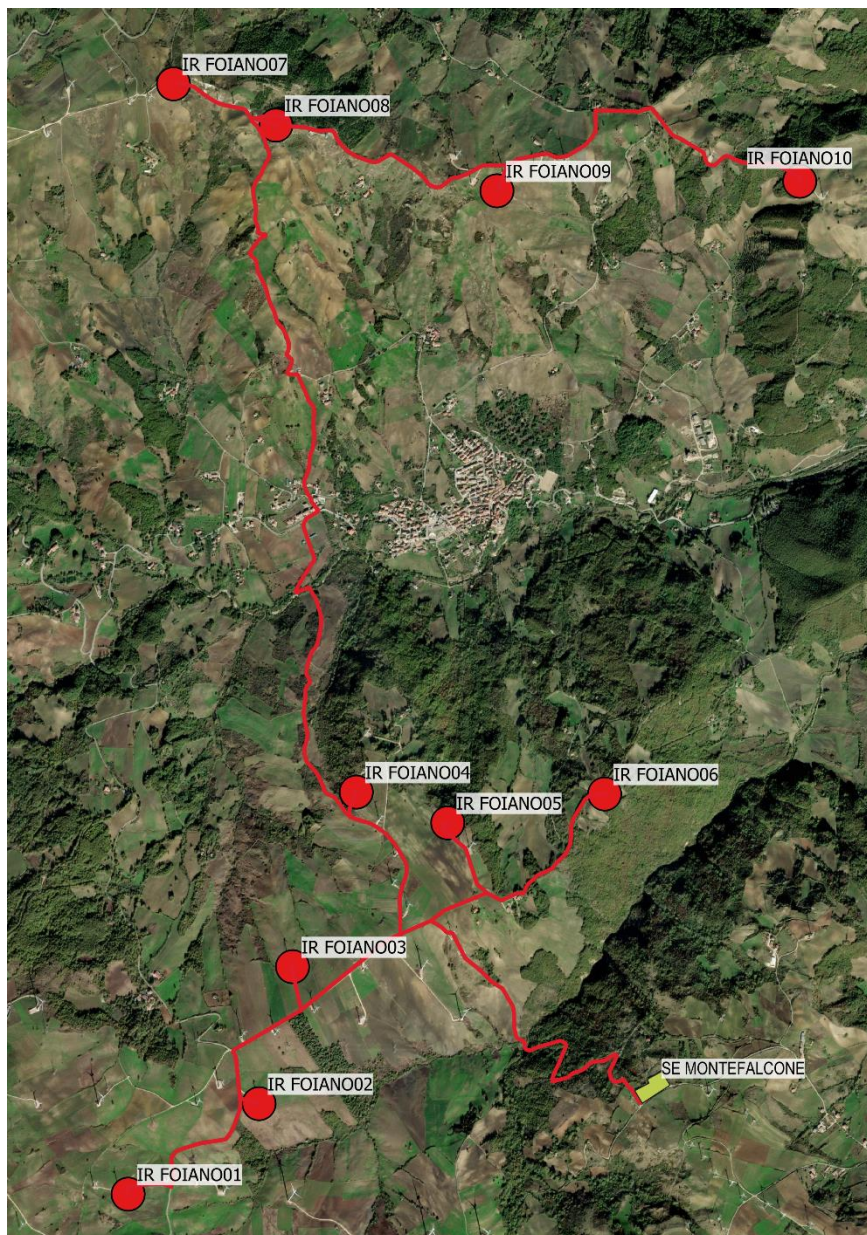 IR FOIANO07
IR FOIANO08
IR FOIANO10
IR FOIANO09
IR FOIANO04
IR FOIANO06
IR FOIANO05
IR FOIANO03
SE MONTEFALCONE
IR FOIANO02
IR FOIANO01